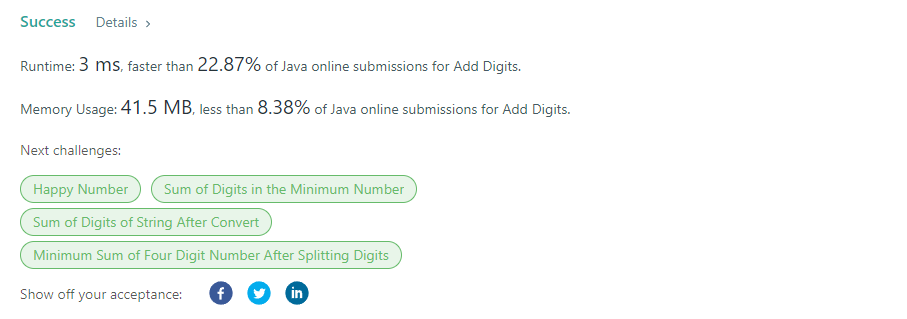 Success Details >
Runtime: 3 ms, faster than 22.87% of Java online submissions for Add Digits.
Memory Usage: 41.5 MB, less than 8.38% of Java online submissions for Add Digits.
Next challenges:
Happy Number Sum of Digits in the Minimum Number
Sum of Digits of String After Convert
Minimum Sum of Four Digit Number After Splitting Digits
Show off your acceptance: f in